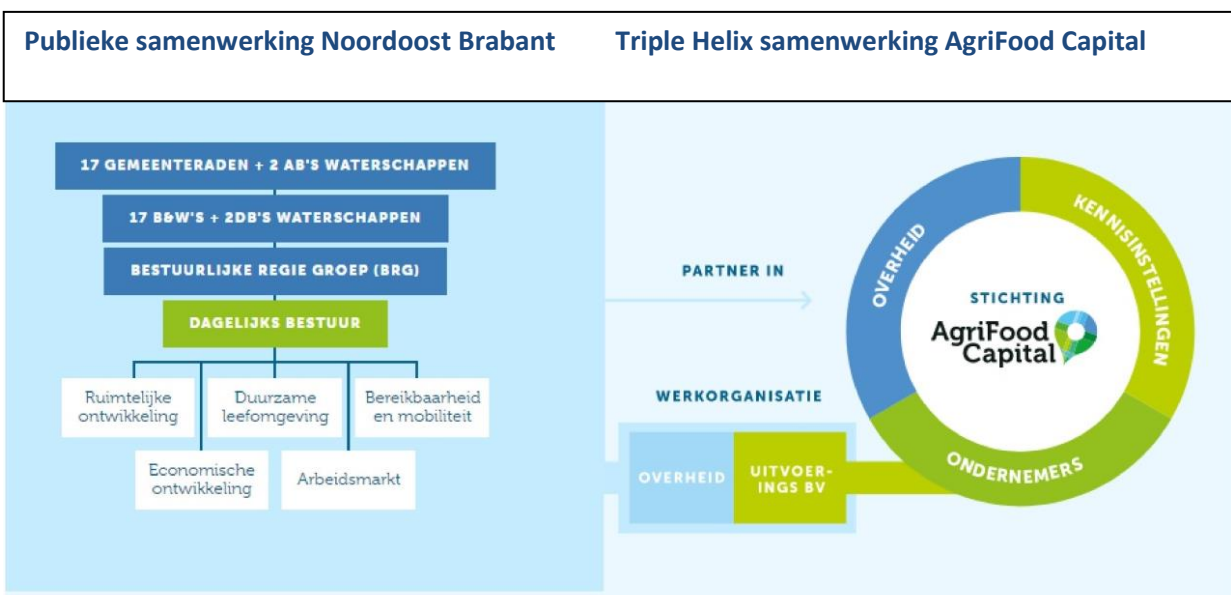 Publieke samenwerking Noordoost Brabant
Triple Helix samenwerking AgriFood Capital
17 GEMEENTERADEN + 2 AB'S WATERSCHAPPEN
17 B&W'S + 2DB'S WATERSCHAPPEN
BESTUURLIJKE REGIE GROEP (BRG)
DAGELIJKS BESTUUR
Ruimtelijke
ontwikkeling
Duurzame
leefomgeving
Bereikbaarheid
en mobiliteit
Economische
ontwikkeling
Arbeidsmarkt
PARTNER IN
WERKORGANISATIE
OVERHEID
UITVOER-
INGS BV
OVERHEID
KENNISINSTELLINGEN
ONDERNEMERS
STICHTING
AgriFood
Capital